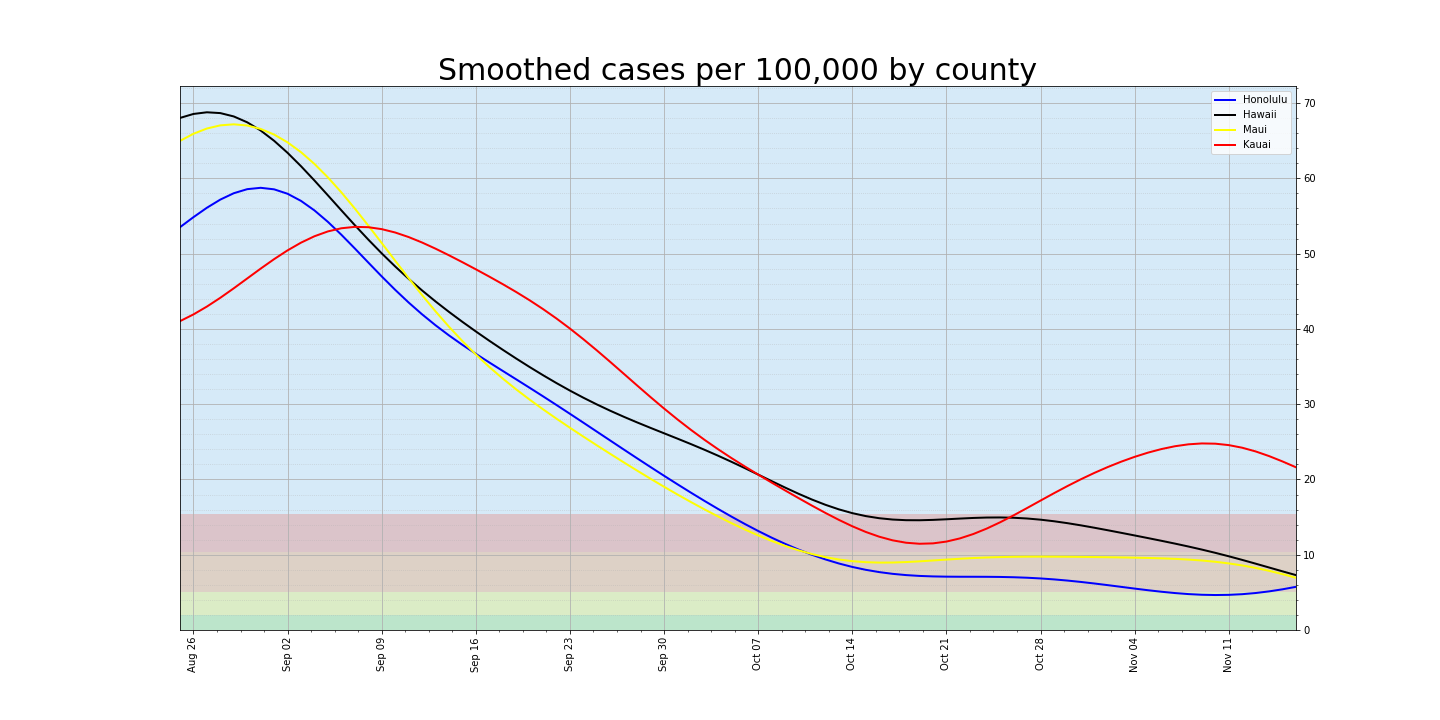 Smoothed cases per 100,000 by county
Honolulu
Hawaii
Maui
Kauai
70
60
50
40
30
20
10
0
Aug 26
Sep 02
Sep 09
Sep 16
Sep 23
Sep 30
Oct 07
Oct 14
Oct 21
Oct 28
Nov 04
Nov 11